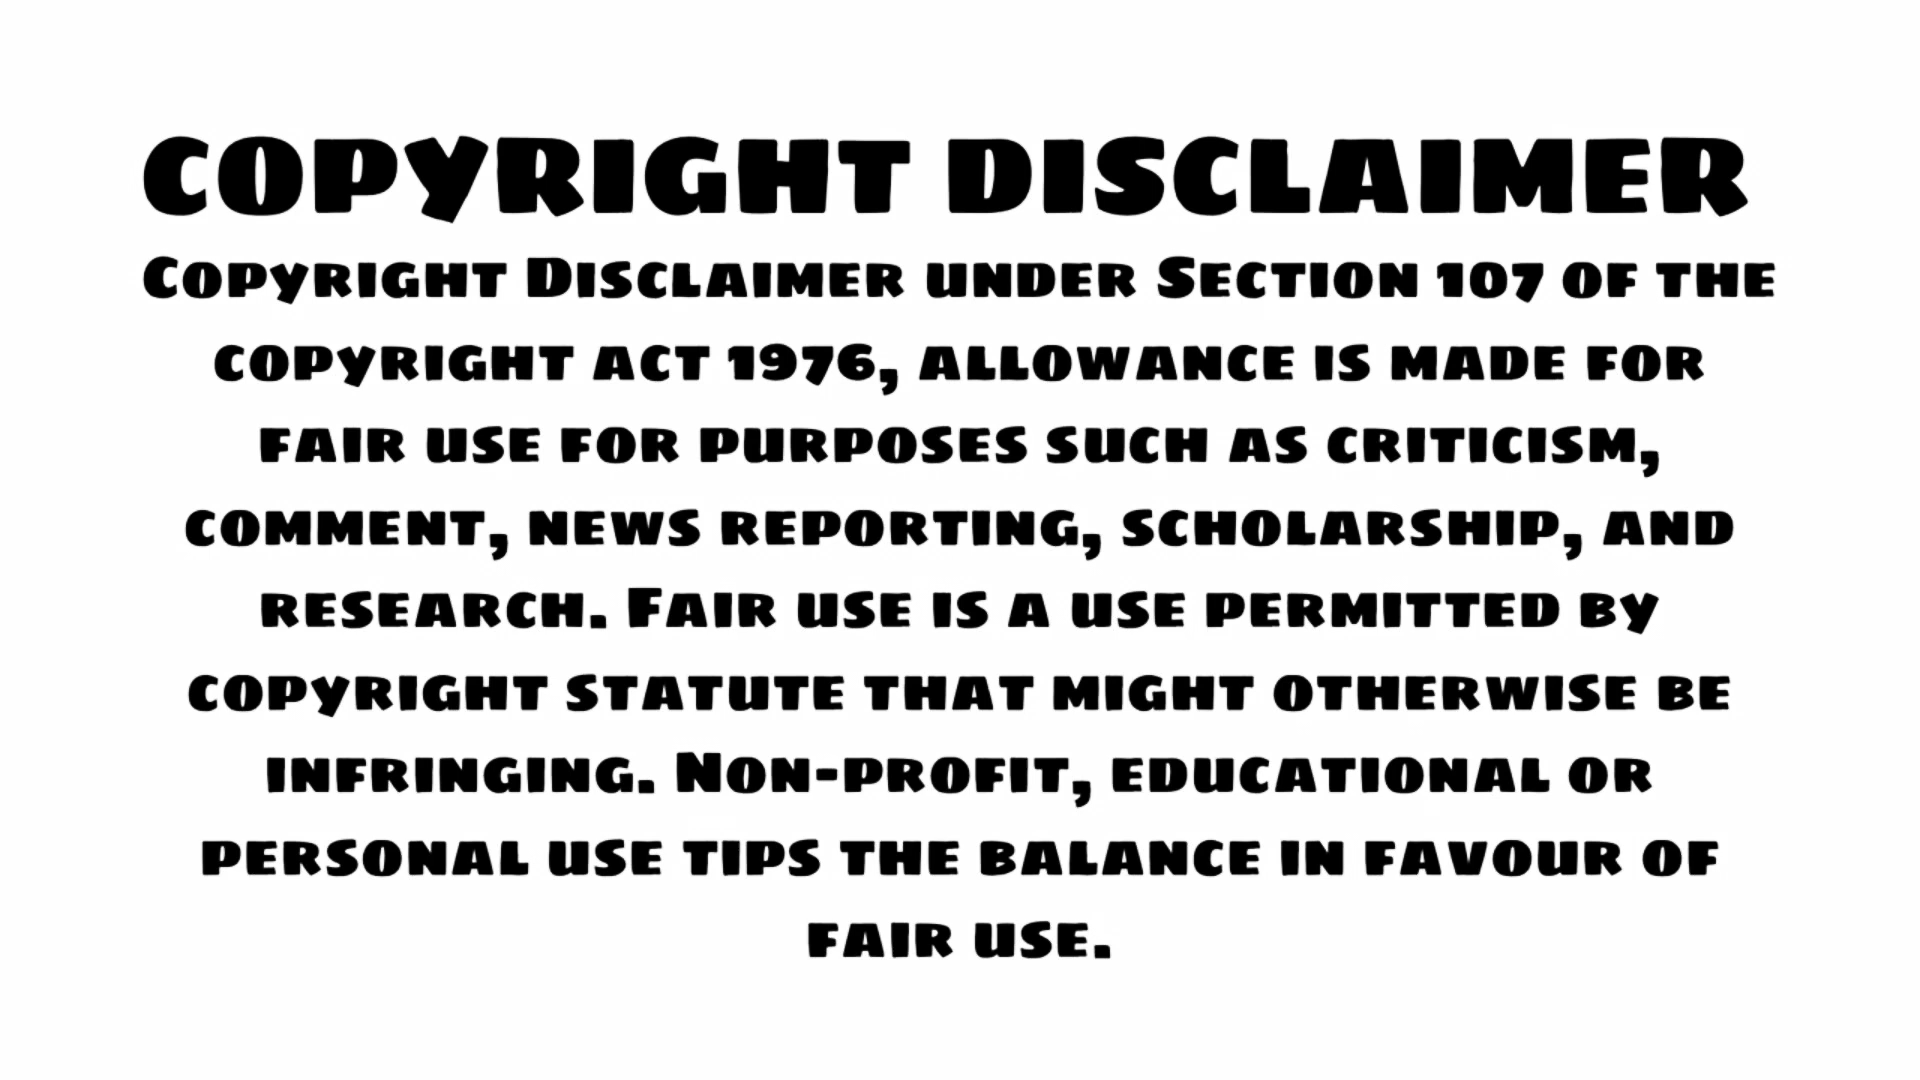 COPYRIGHT DISCLAIMER
Copyright Disclaimer under Section 107 of the
copyright act 1976, allowance is made for
fair use for purposes such as criticism,
comment, news reporting, scholarship, and
research. Fair use is a use permitted by
copyright statute that might otherwise be
infringing. Non-profit, educational or
personal use tips the balance in favour of
fair use.